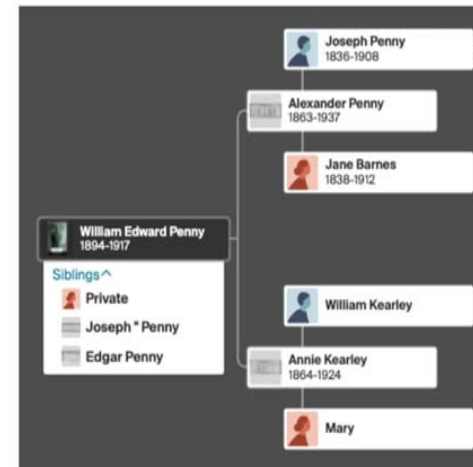 Joseph Penny
1836-1908
Alexander Penny
1863-1937
Jane Barnes
1838-1912
William Edward Penny
1894-1917
Siblings^
Private
Joseph " Penny
Edgar Penny
William Kearley
Annie Kearley
1864-1924
Mary